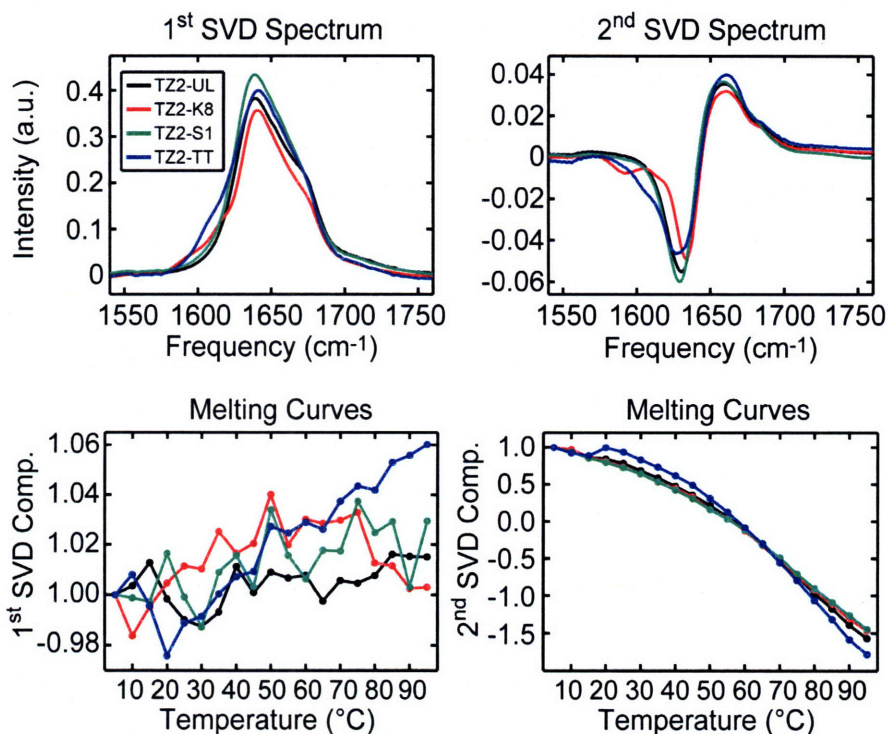 1st SVD Spectrum
2nd SVD Spectrum
Intensity (a.u.)
0.4
0.3
0.2
0.1
0
TZ2-UL
TZ2-K8
TZ2-S1
TZ2-TT
1550 1600 1650 1700 1750
Frequency (cm-1)
0.04
0.02
0
-0.02
-0.04
-0.06
1550 1600 1650 1700 1750
Frequency (cm-1)
Melting Curves
Melting Curves
1st SVD Comp.
1.06
1.04
1.02
1.00
-0.98
10 20 30 40 50 60 70 80 90
Temperature (°C)
2nd SVD Comp.
1.0
0.5
0.0
-0.5
-1.0
-1.5
10 20 30 40 50 60 70 80 90
Temperature (°C)